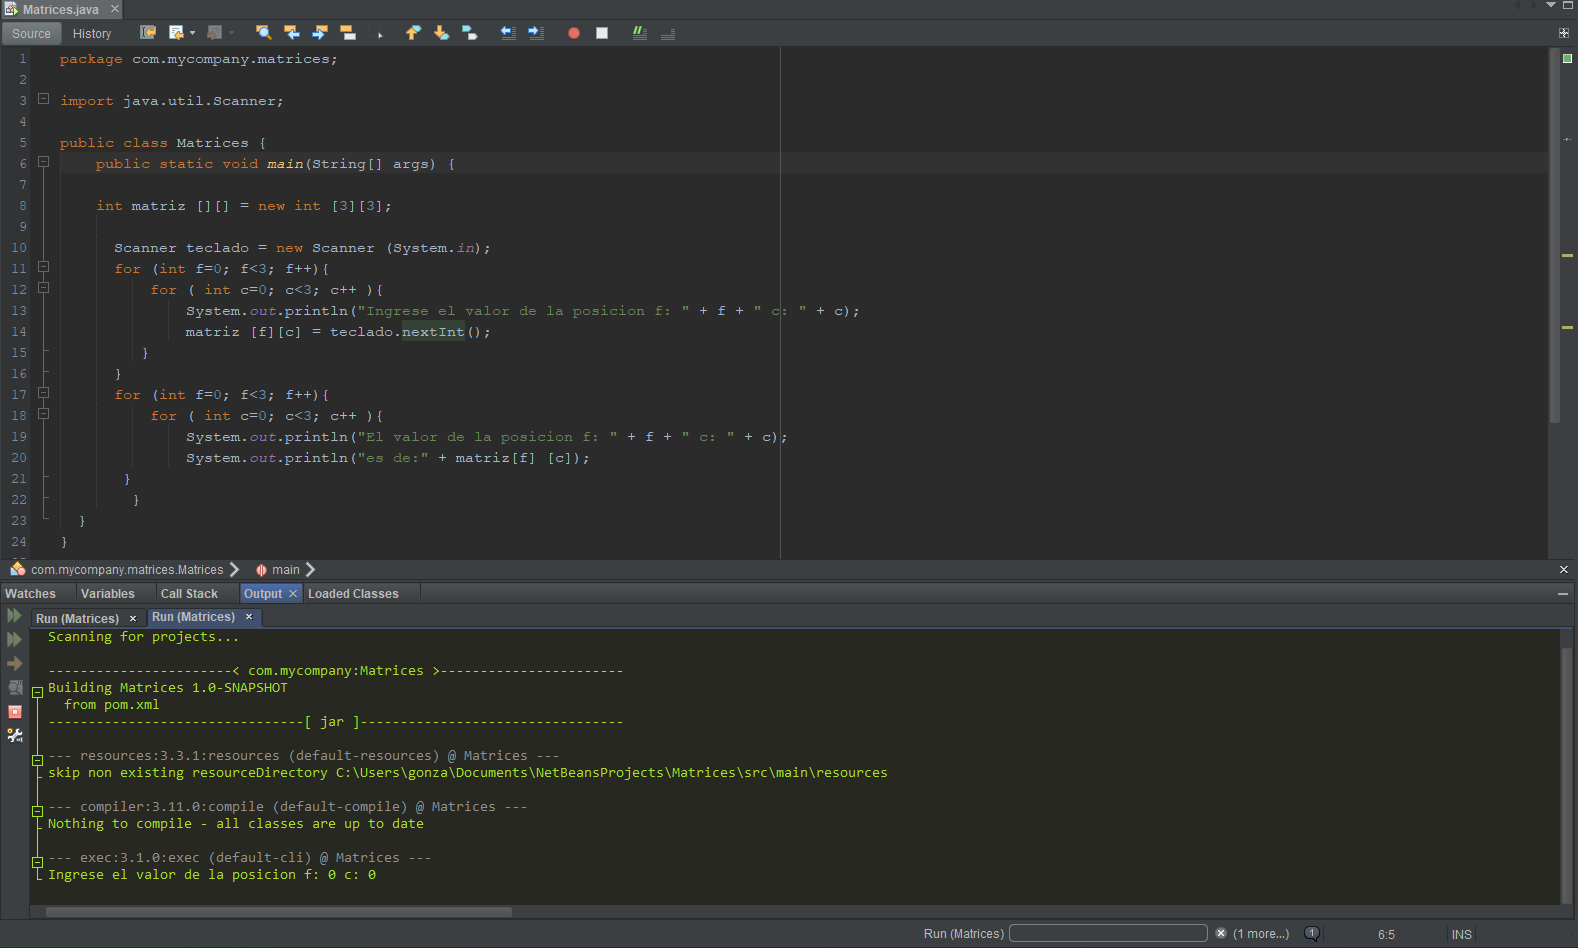 Matrices.java
Source History
1 package com.mycompany.matrices;
2
3 import java.util.Scanner;
4
5 public class Matrices {
6 public static void main(String[] args) {
7
8 int matriz [][] = new int [3][3];
9
10 Scanner teclado = new Scanner (System.in);
11 for (int f=0; f<3; f++){
12 for ( int c=0; c<3; c++ ){
13 System.out.println("Ingrese el valor de la posicion f: " + f + " c: " + c);
14 matriz [f][c] = teclado.nextInt();
15 }
16 }
17 for (int f=0; f<3; f++){
18 for ( int c=0; c<3; c++ ){
19 System.out.println("El valor de la posicion f: " + f + " c: " + c);
20 System.out.println("es de:" + matriz[f] [c]);
21 }
22 }
23 }
24 }
com.mycompany.matrices.Matrices main
Watches Variables Call Stack Output Loaded Classes
Run (Matrices) Run (Matrices)
Scanning for projects...
-----------------------< com.mycompany:Matrices >-----------------------
Building Matrices 1.0-SNAPSHOT
from pom.xml
--------------------------------[ jar ]---------------------------------
--- resources:3.3.1:resources (default-resources) @ Matrices ---
skip non existing resourceDirectory C:\Users\gonza\Documents\NetBeansProjects\Matrices\src\main\resources
--- compiler:3.11.0:compile (default-compile) @ Matrices ---
Nothing to compile - all classes are up to date
--- exec:3.1.0:exec (default-cli) @ Matrices ---
Ingrese el valor de la posicion f: 0 c: 0
Run (Matrices) (1 more...) 1 6:5 INS